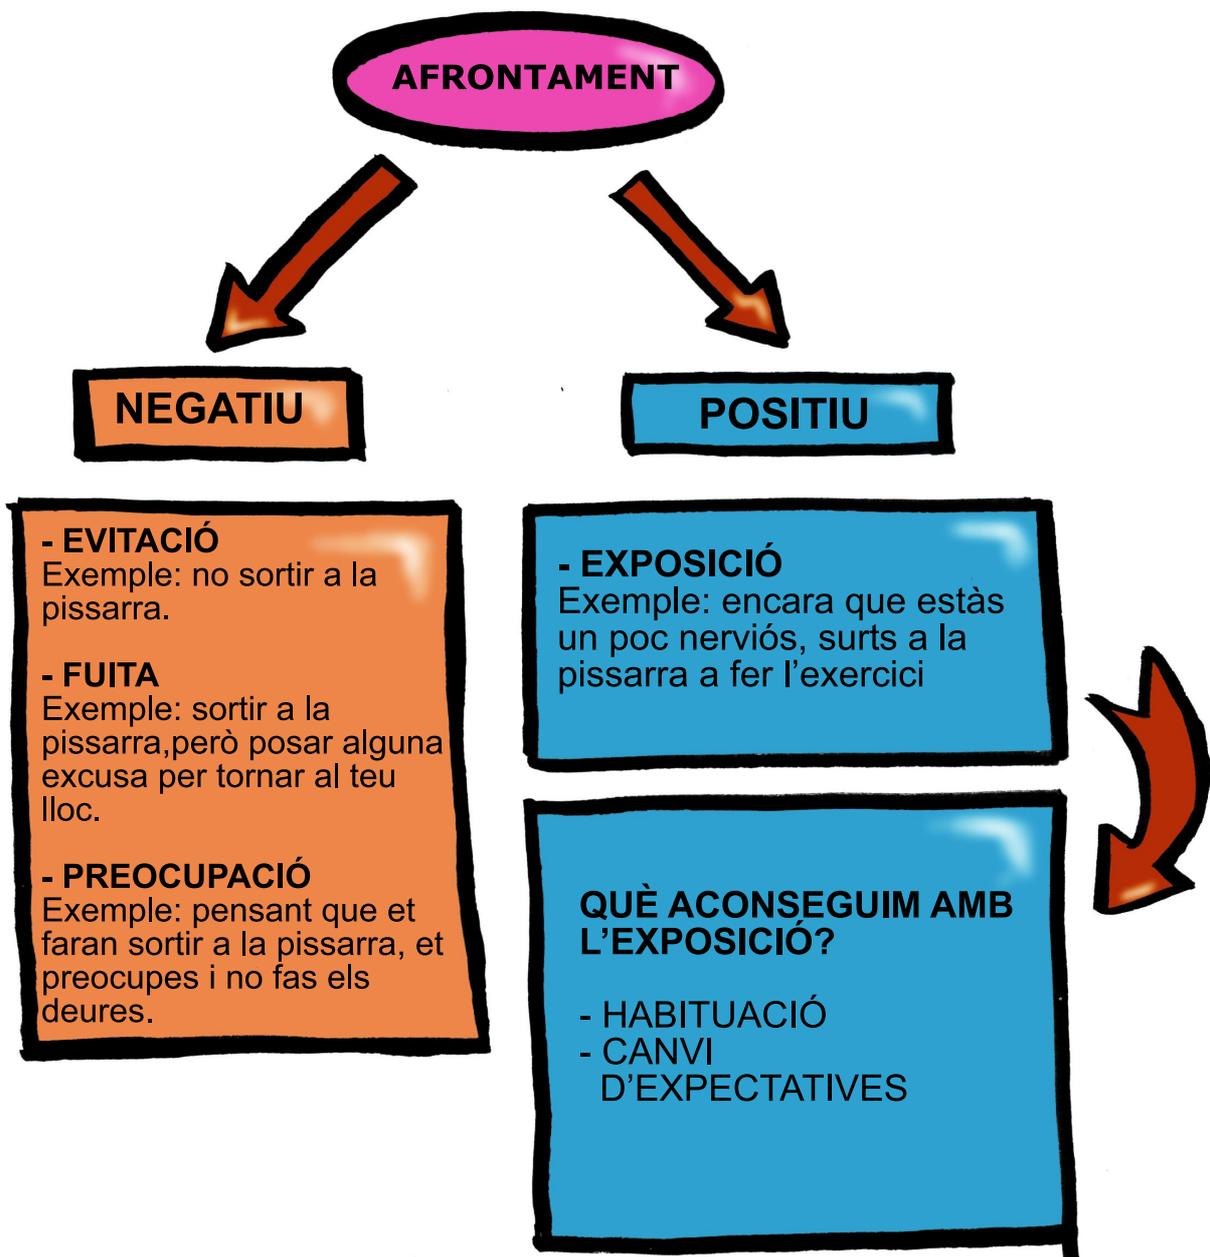 AFRONTAMENT
NEGATIU
- EVITACIÓ
Exemple: no sortir a la
pissarra.
- FUITA
Exemple: sortir a la
pissarra,però posar alguna
excusa per tornar al teu
lloc.
- PREOCUPACIÓ
Exemple: pensant que et
faran sortir a la pissarra, et
preocupes i no fas els
deures.
POSITIU
- EXPOSICIÓ
Exemple: encara que estàs
un poc nerviós, surts a la
pissarra a fer l’exercici
QUÈ ACONSEGUIM AMB
L’EXPOSICIÓ?
- HABITUACIÓ
- CANVI
D’EXPECTATIVES